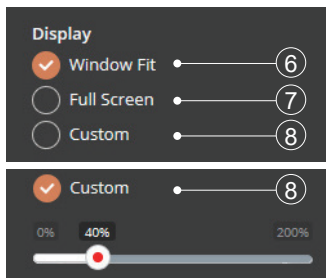 Display
Window Fit 6
Full Screen 7
Custom 8
Custom 8
0% 40% 200%